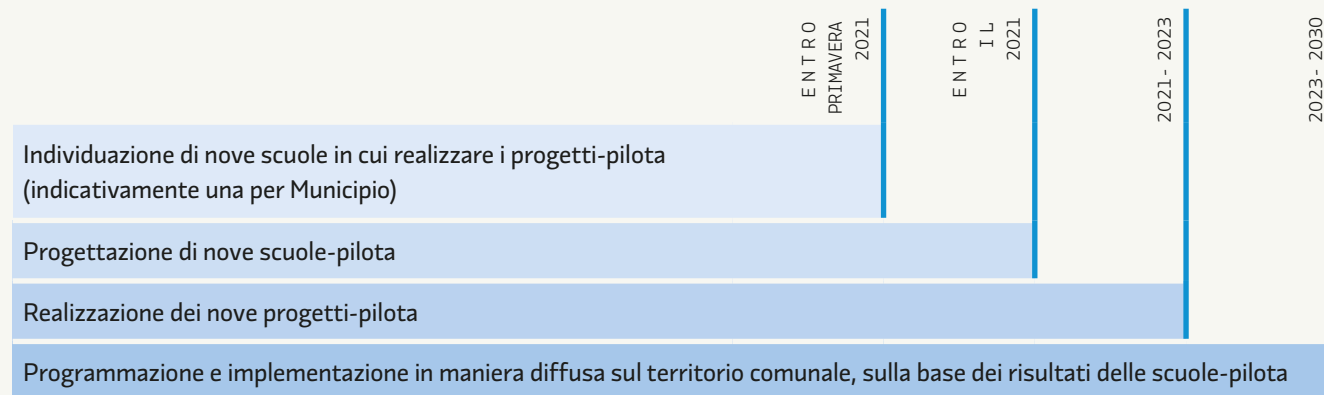 ENTRO
PRIMAVERA
2021
ENTRO
IL
2021
2021- 2023
2023- 2030
Individuazione di nove scuole in cui realizzare i progetti-pilota
(indicativamente una per Municipio)
Progettazione di nove scuole-pilota
Realizzazione dei nove progetti-pilota
Programmazione e implementazione in maniera diffusa sul territorio comunale, sulla base dei risultati delle scuole-pilota